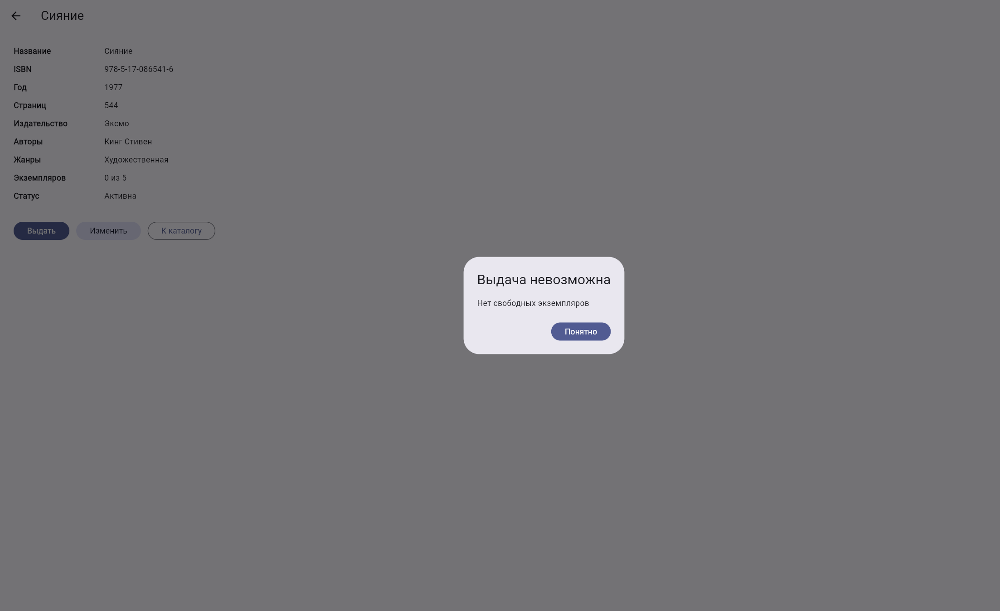 Сияние
Название Сияние
ISBN 978-5-17-086541-6
Год 1977
Страниц 544
Издательство Эксмо
Авторы Кинг Стивен
Жанры Художественная
Экземпляров 0 из 5
Статус Активна
Выдать Изменить К каталогу
Выдача невозможна
Нет свободных экземпляров
Понятно